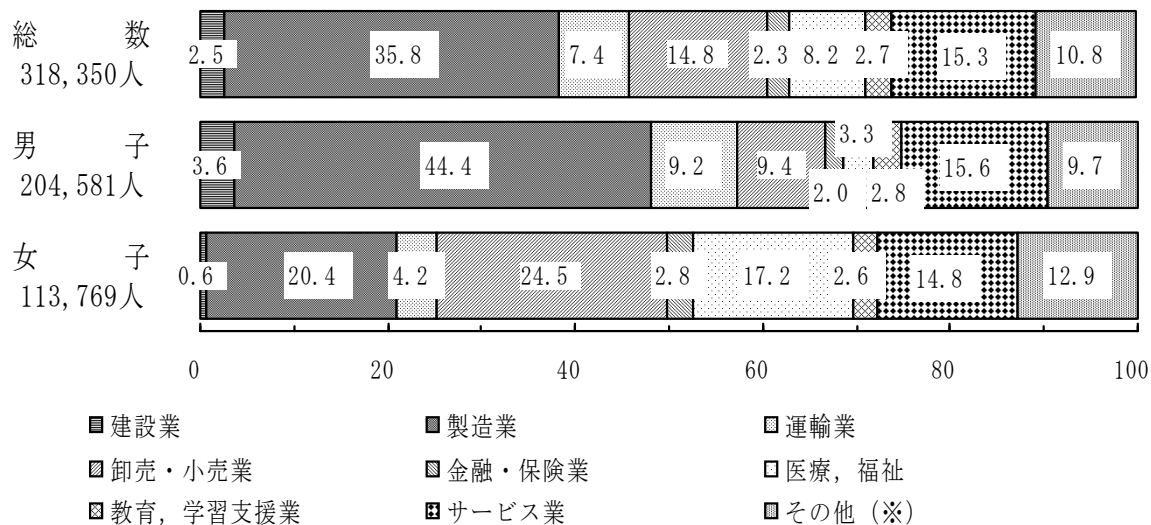 総数
318,350人
2.5 35.8 7.4 14.8 2.3 8.2 2.7 15.3 10.8
男子
204,581人
3.6 44.4 9.2 9.4 2.0 3.3 2.8 15.6 9.7
女子
113,769人
0.6 20.4 4.2 24.5 2.8 17.2 2.6 14.8 12.9
0 20 40 60 80 100
建設業 製造業 運輸業
卸売・小売業 金融・保険業 医療，福祉
教育，学習支援業 サービス業 その他（※）